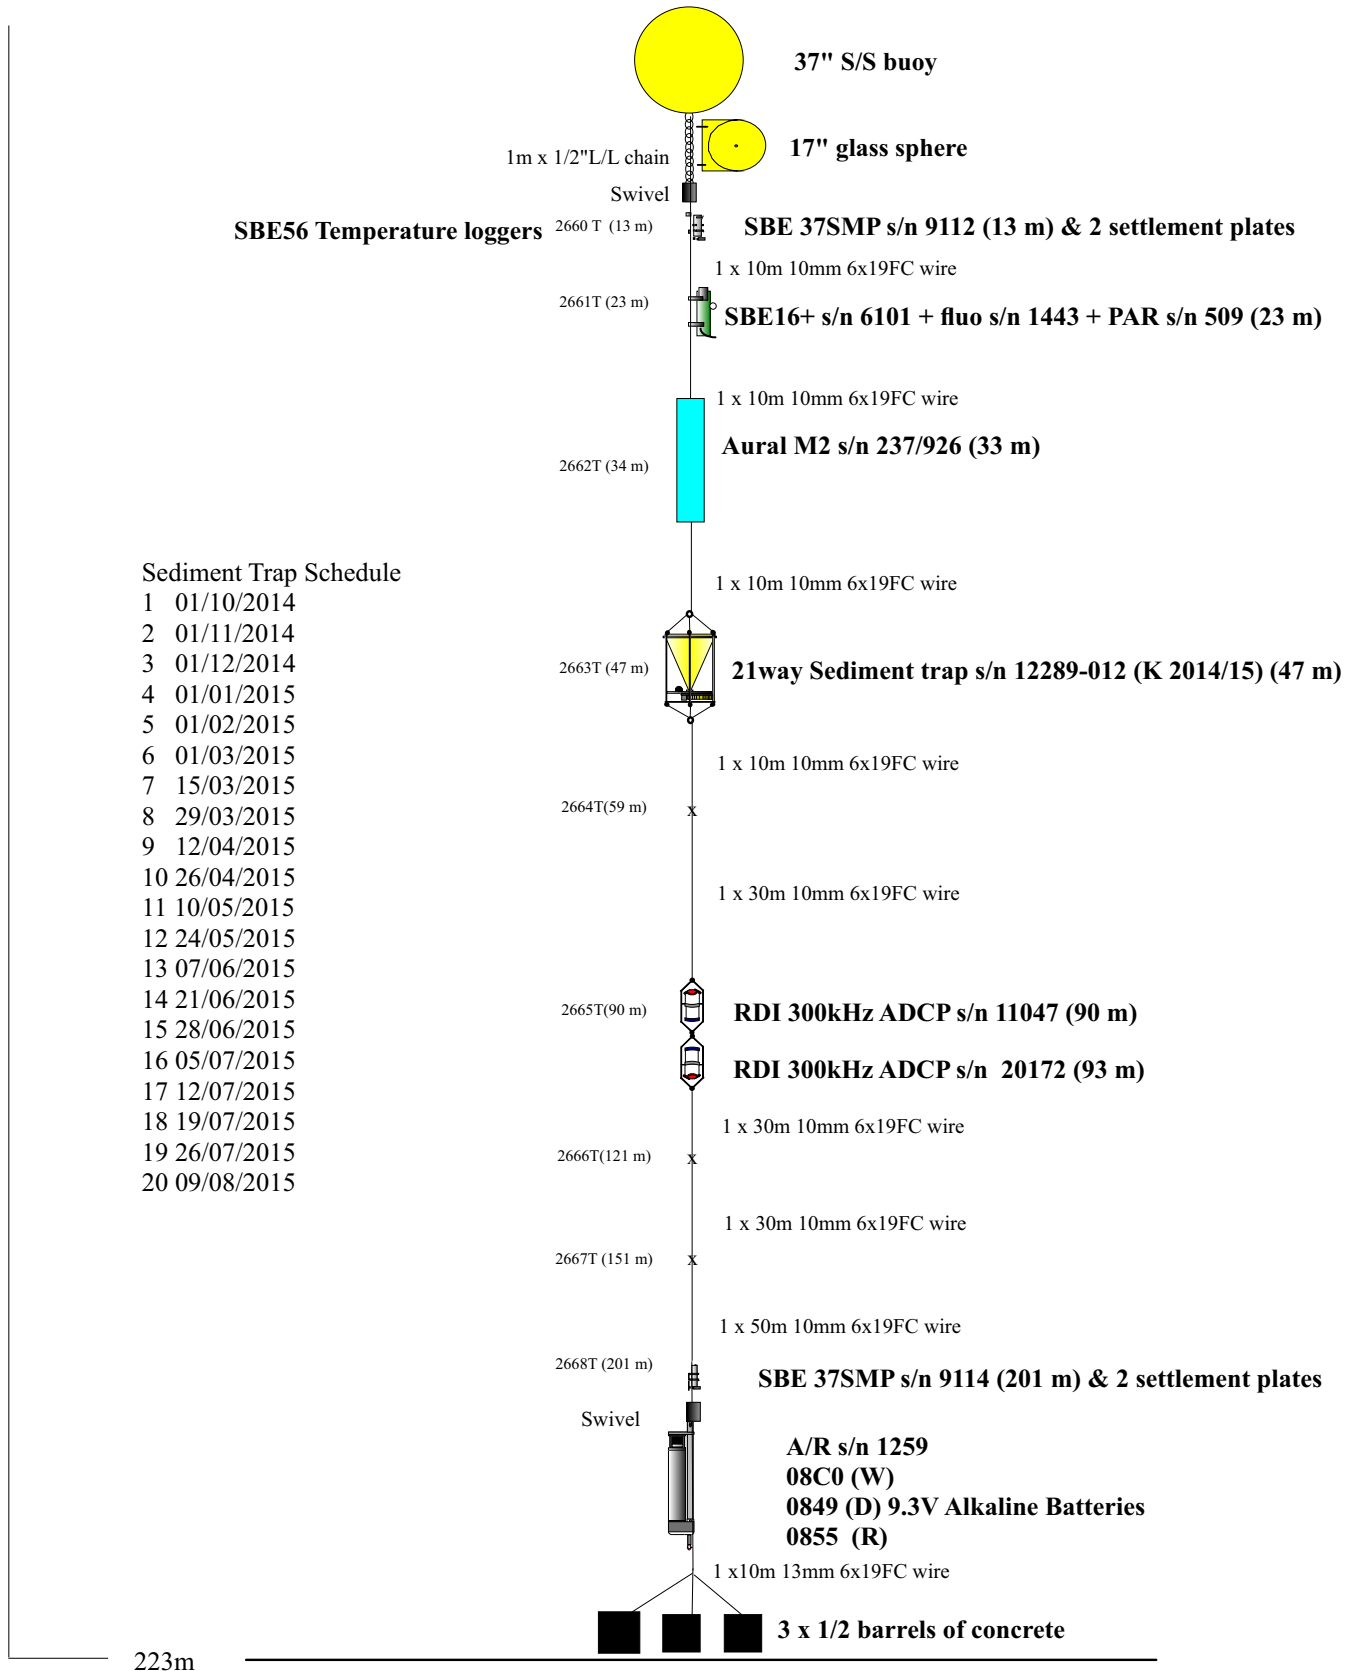 37" S/S buoy
17" glass sphere
1m x 1/2"L/L chain
Swivel
SBE56 Temperature loggers
2660 T (13 m)
SBE 37SMP s/n 9112 (13 m) & 2 settlement plates
1 x 10m 10mm 6x19FC wire
2661T (23 m)
SBE16+ s/n 6101 + fluo s/n 1443 + PAR s/n 509 (23 m)
1 x 10m 10mm 6x19FC wire
Aural M2 s/n 237/926 (33 m)
2662T (34 m)
1 x 10m 10mm 6x19FC wire
Sediment Trap Schedule
1 01/10/2014
2 01/11/2014
3 01/12/2014
4 01/01/2015
5 01/02/2015
6 01/03/2015
7 15/03/2015
8 29/03/2015
9 12/04/2015
10 26/04/2015
11 10/05/2015
12 24/05/2015
13 07/06/2015
14 21/06/2015
15 28/06/2015
16 05/07/2015
17 12/07/2015
18 19/07/2015
19 26/07/2015
20 09/08/2015
2663T (47 m)
21way Sediment trap s/n 12289-012 (K 2014/15) (47 m)
1 x 10m 10mm 6x19FC wire
2664T(59 m)
x
1 x 30m 10mm 6x19FC wire
2665T(90 m)
RDI 300kHz ADCP s/n 11047 (90 m)
RDI 300kHz ADCP s/n 20172 (93 m)
1 x 30m 10mm 6x19FC wire
2666T(121 m)
x
1 x 30m 10mm 6x19FC wire
2667T (151 m)
x
1 x 50m 10mm 6x19FC wire
2668T (201 m)
SBE 37SMP s/n 9114 (201 m) & 2 settlement plates
Swivel
A/R s/n 1259
08C0 (W)
0849 (D) 9.3V Alkaline Batteries
0855 (R)
1 x10m 13mm 6x19FC wire
3 x 1/2 barrels of concrete
223m